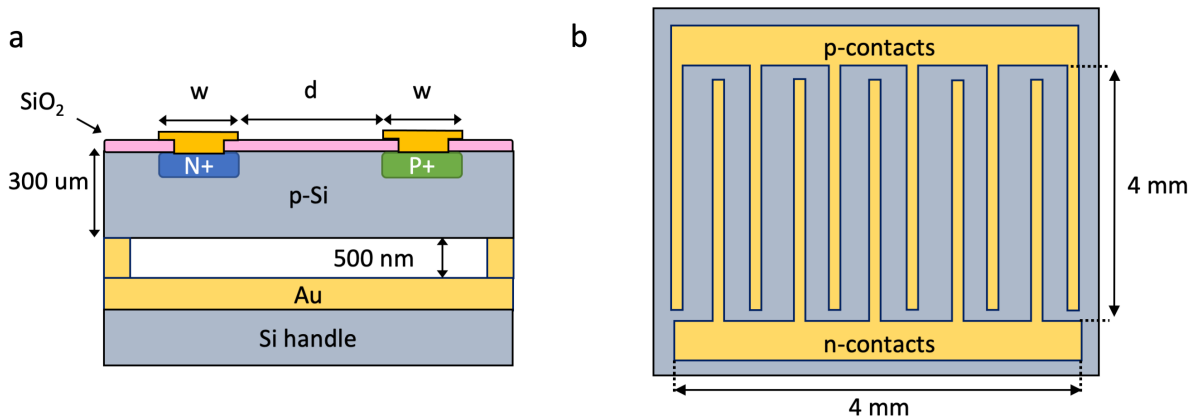 a
SiO₂
w
d
w
N+
P+
300 um
p-Si
500 nm
Au
Si handle
b
p-contacts
4 mm
n-contacts
4 mm